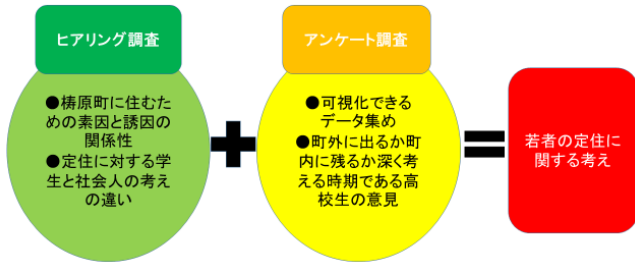 ヒアリング調査
●梼原町に住むた
めの素因と誘因の
関係性
●定住に対する学
生と社会人の考え
の違い
アンケート調査
●可視化できる
データ集め
●町外に出るか町
内に残るか深く考
える時期である高
校生の意見
若者の定住に
関する考え